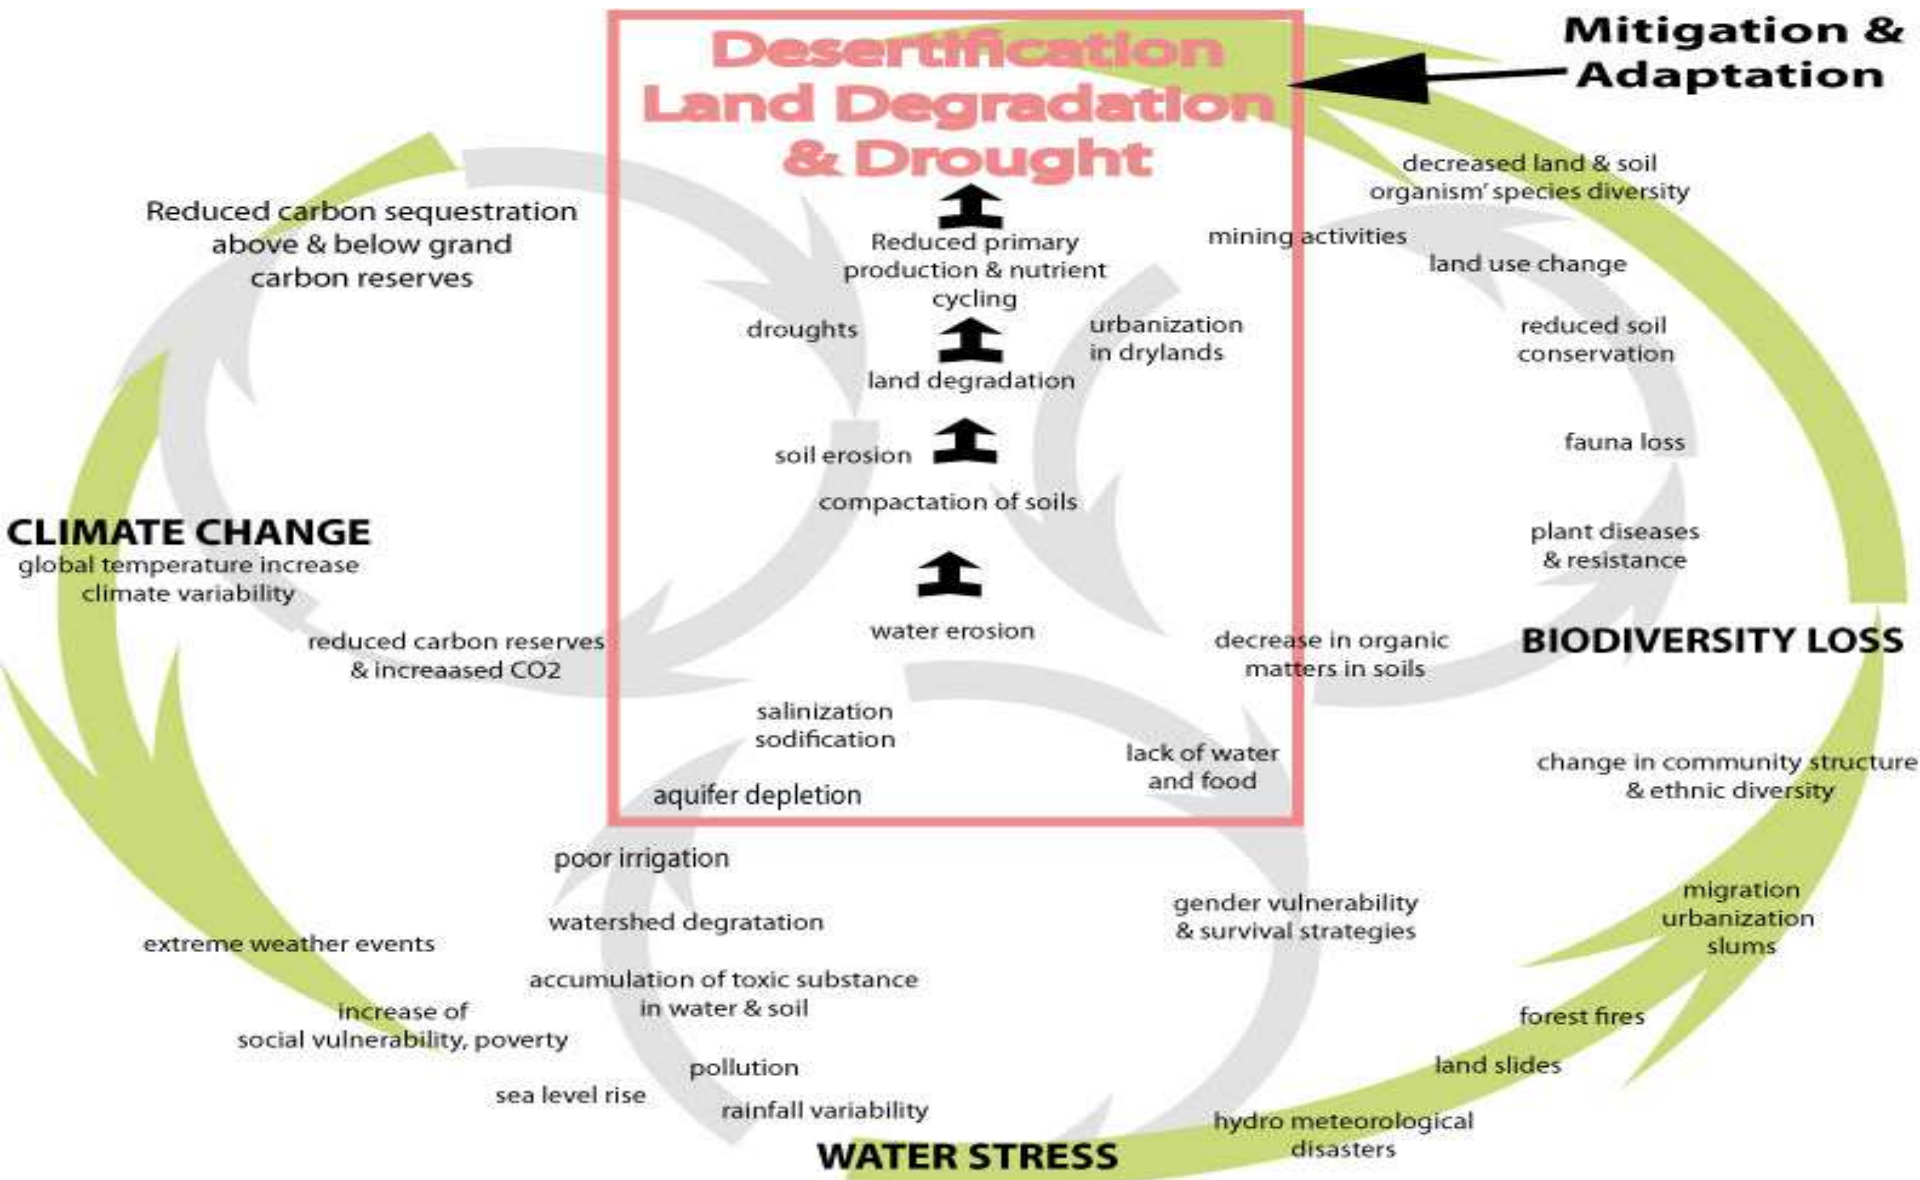 Desertification
Land Degradation
& Drought
Mitigation &
Adaptation
decreased land & soil
organism' species diversity
Reduced carbon sequestration
above & below grand
carbon reserves
Reduced primary
production & nutrient
cycling
mining activities
land use change
droughts
urbanization
in drylands
reduced soil
conservation
land degradation
soil erosion
fauna loss
compactation of soils
CLIMATE CHANGE
global temperature increase
climate variability
plant diseases
& resistance
water erosion
reduced carbon reserves
& increaased CO2
decrease in organic
matters in soils
BIODIVERSITY LOSS
salinization
sodification
lack of water
and food
change in community structure
& ethnic diversity
aquifer depletion
poor irrigation
gender vulnerability
& survival strategies
migration
urbanization
slums
watershed degratation
extreme weather events
accumulation of toxic substance
in water & soil
increase of
social vulnerability, poverty
forest fires
pollution
land slides
sea level rise
rainfall variability
hydro meteorological
disasters
WATER STRESS